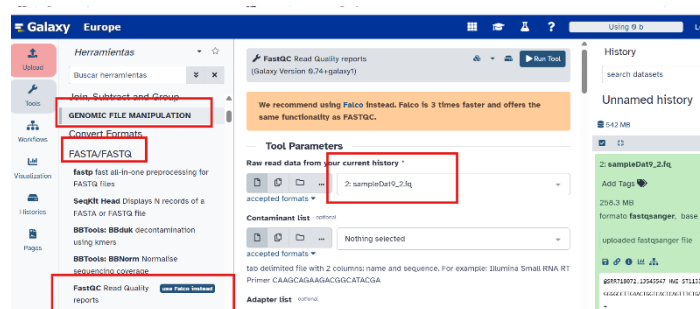 Galaxy Europe
Using 0 b
Upload
Tools
Workflows
Visualization
Histories
Pages
Herramientas
Buscar herramientas
Join, Subtract and Group
GENOMIC FILE MANIPULATION
Convert Formats
FASTA/FASTQ
fastp fast all-in-one preprocessing for
FASTQ files
SeqKit Head Displays N records of a
FASTA or FASTQ file
BBTools: BBduk decontamination
using kmers
BBTools: BBNorm Normalise
sequencing coverage
FastQC Read Quality use Falco instead
reports
FastQC Read Quality reports
(Galaxy Version 0.74+galaxy1)
Run Tool
We recommend using Falco instead. Falco is 3 times faster and offers the
same functionality as FASTQC.
Tool Parameters
Raw read data from your current history *
2: sampleDat9_2.fq
accepted formats
Contaminant list - optional
Nothing selected
accepted formats
tab delimited file with 2 columns: name and sequence. For example: Illumina Small RNA RT
Primer CAAGCAGAAGACGGCATACGA
Adapter list - optional
History
search datasets
Unnamed history
542 MB
2: sampleDat9_2.fq
Add Tags
258.3 MB
formato fastqsanger, base
uploaded fastqsanger file